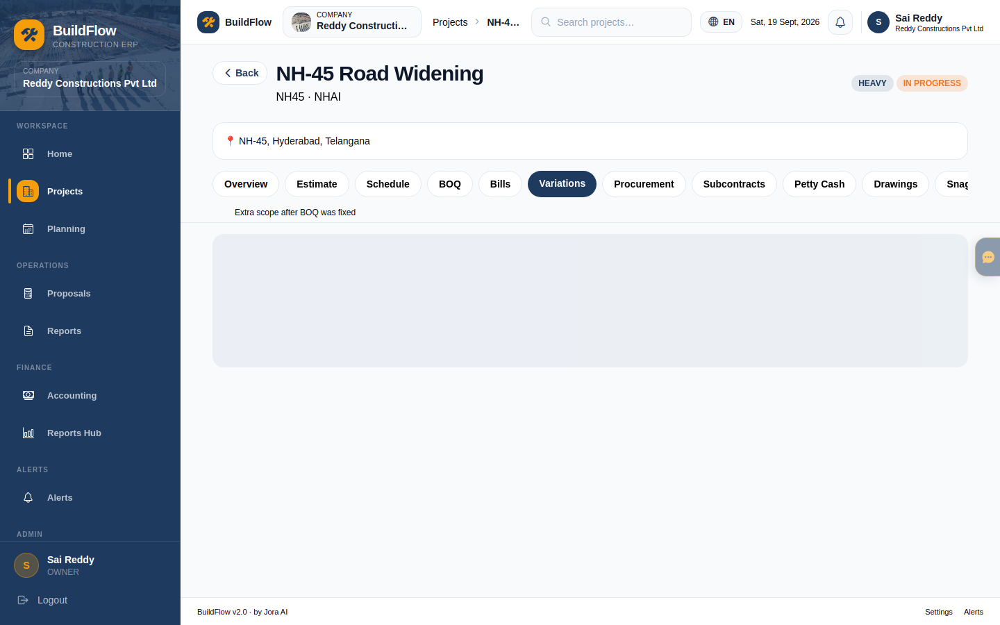 BuildFlow
CONSTRUCTION ERP
COMPANY
Reddy Constructions Pvt Ltd
WORKSPACE
Home
Projects
Planning
OPERATIONS
Proposals
Reports
FINANCE
Accounting
Reports Hub
ALERTS
Alerts
ADMIN
S
Sai Reddy
OWNER
Logout
BuildFlow
COMPANY
Reddy Constructi…
Projects
NH-4…
Search projects…
EN
Sat, 19 Sept, 2026
S
Sai Reddy
Reddy Constructions Pvt Ltd
Back
NH-45 Road Widening
NH45 · NHAI
HEAVY
IN PROGRESS
NH-45, Hyderabad, Telangana
Overview
Estimate
Schedule
BOQ
Bills
Variations
Procurement
Subcontracts
Petty Cash
Drawings
Snag
Extra scope after BOQ was fixed
BuildFlow v2.0 · by Jora AI
Settings
Alerts